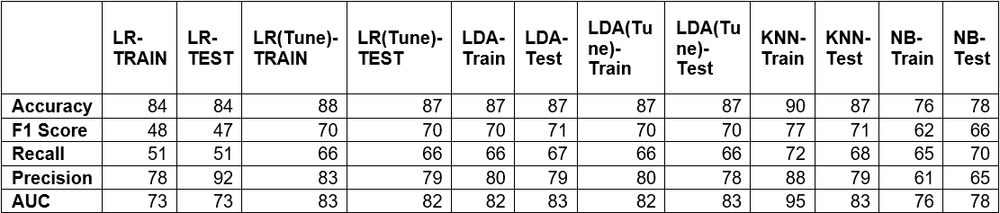 LR-TRAIN LR-TEST LR(Tune)-TRAIN LR(Tune)-TEST LDA-Train LDA-Test LDA(Tune)-Train LDA(Tune)-Test KNN-Train KNN-Test NB-Train NB-Test
Accuracy 84 84 88 87 87 87 87 87 90 87 76 78
F1 Score 48 47 70 70 70 71 70 70 77 71 62 66
Recall 51 51 66 66 66 67 66 66 72 68 65 70
Precision 78 92 83 79 80 79 80 78 88 79 61 65
AUC 73 73 83 82 82 83 82 83 95 83 76 78